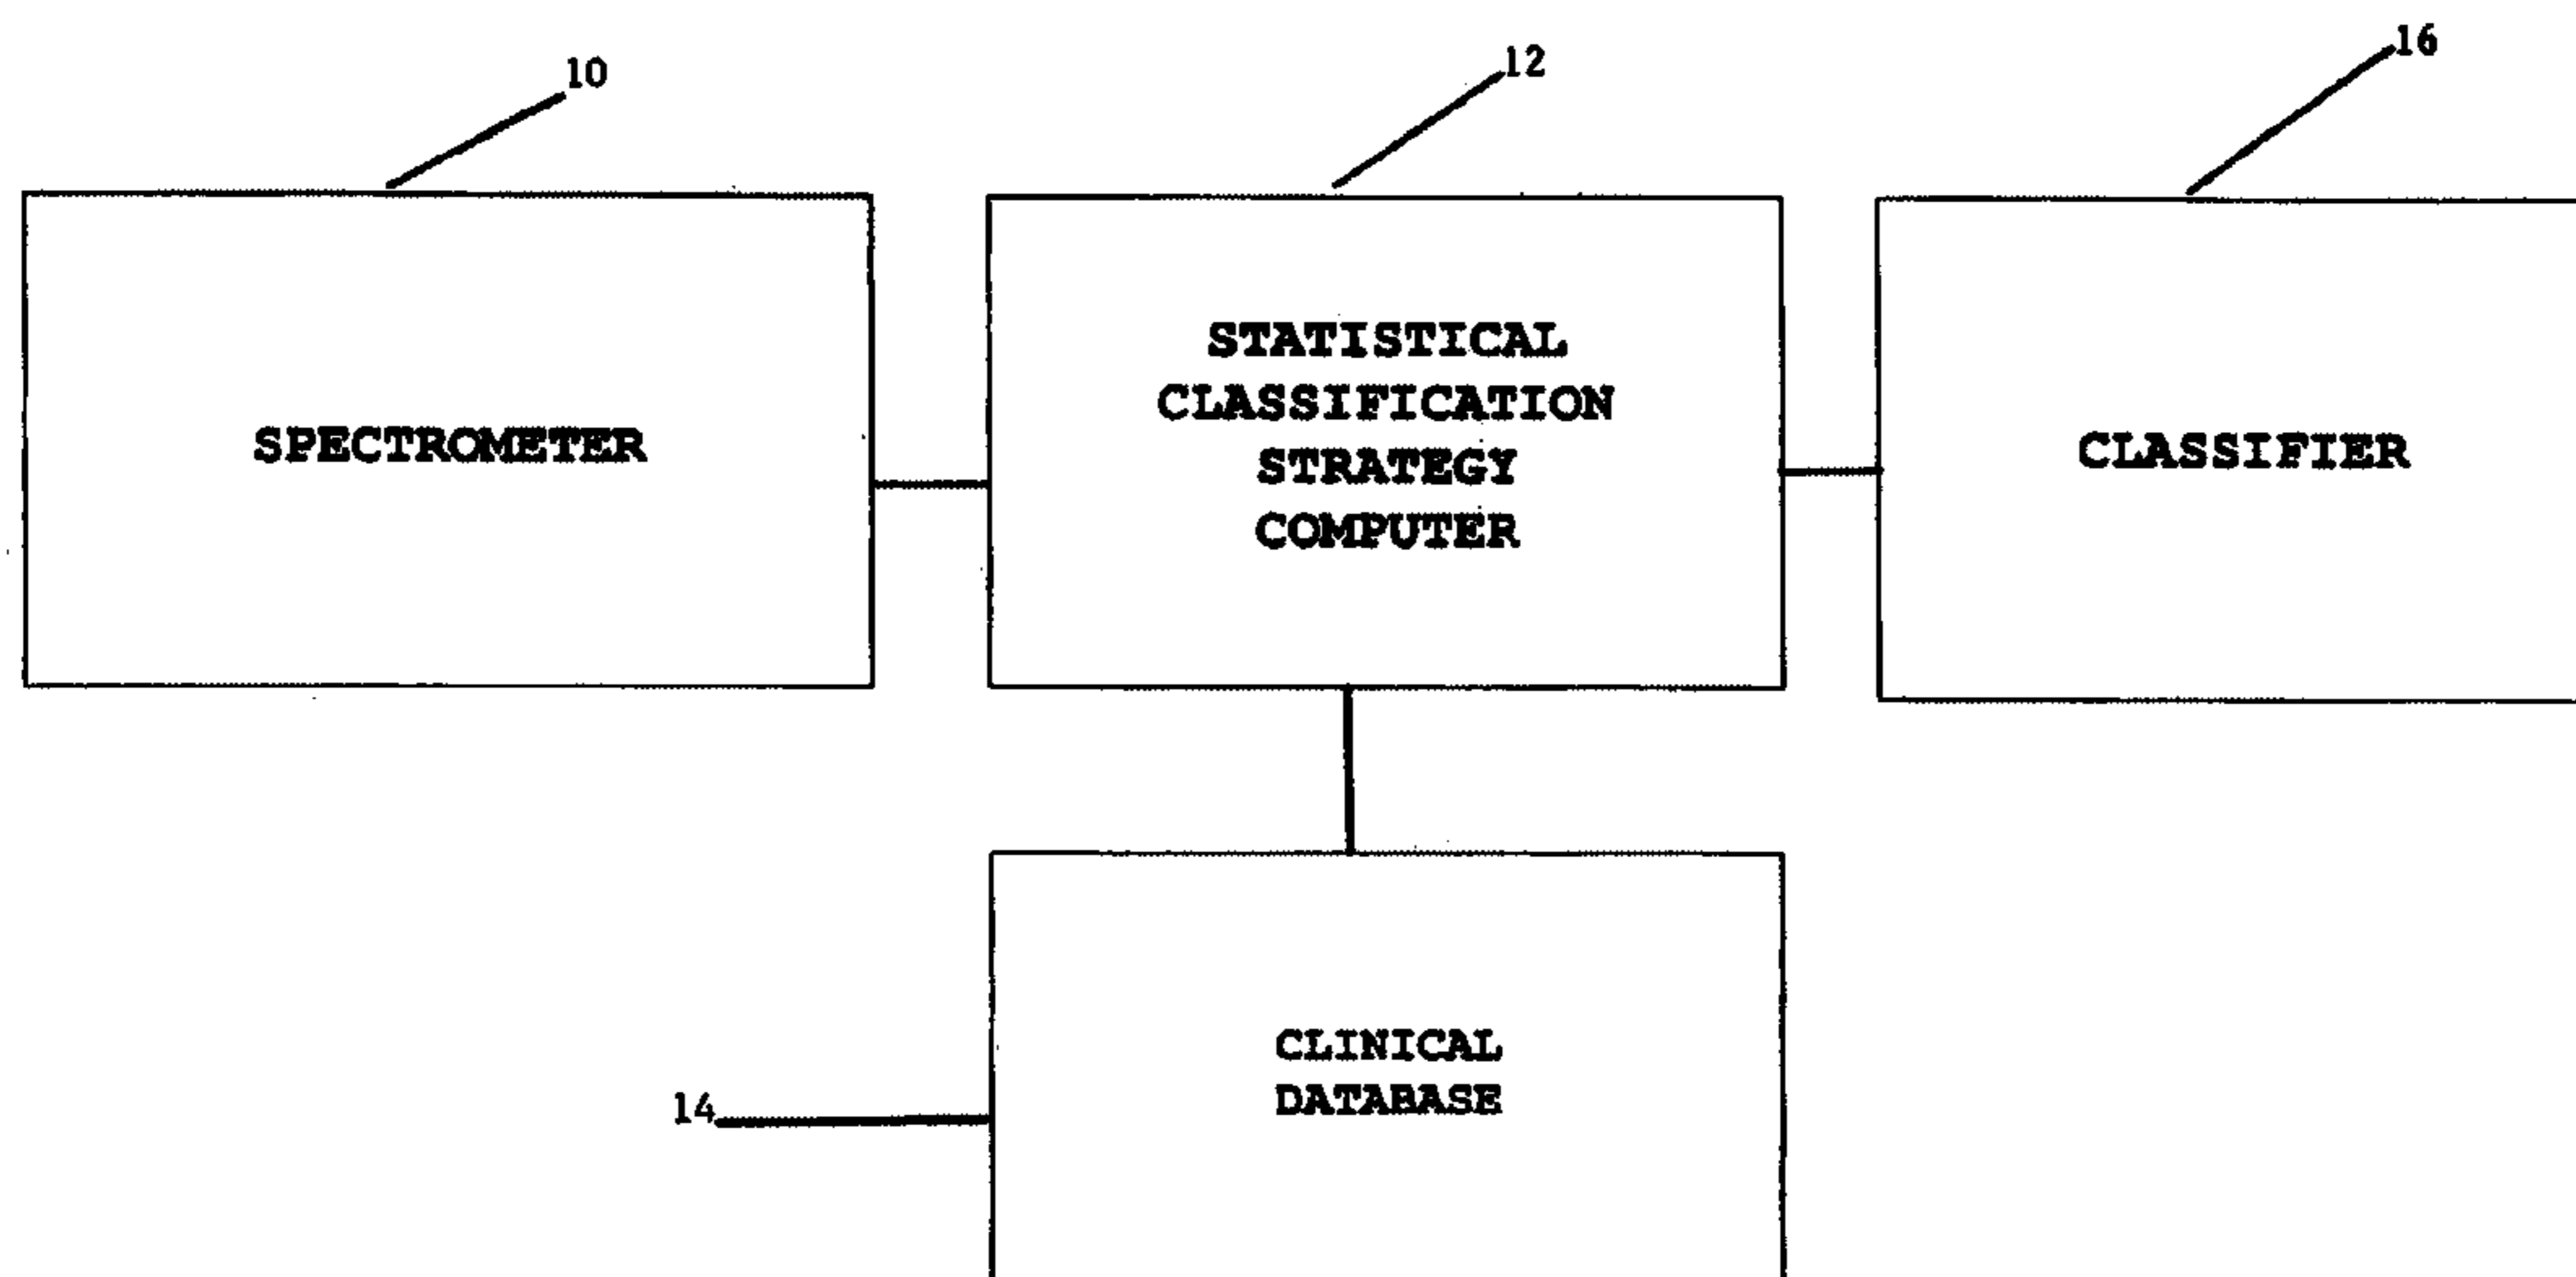 10
12
16
SPECTROMETER
STATISTICAL
CLASSIFICATION
STRATEGY
COMPUTER
CLASSIFIER
14
CLINICAL
DATABASE